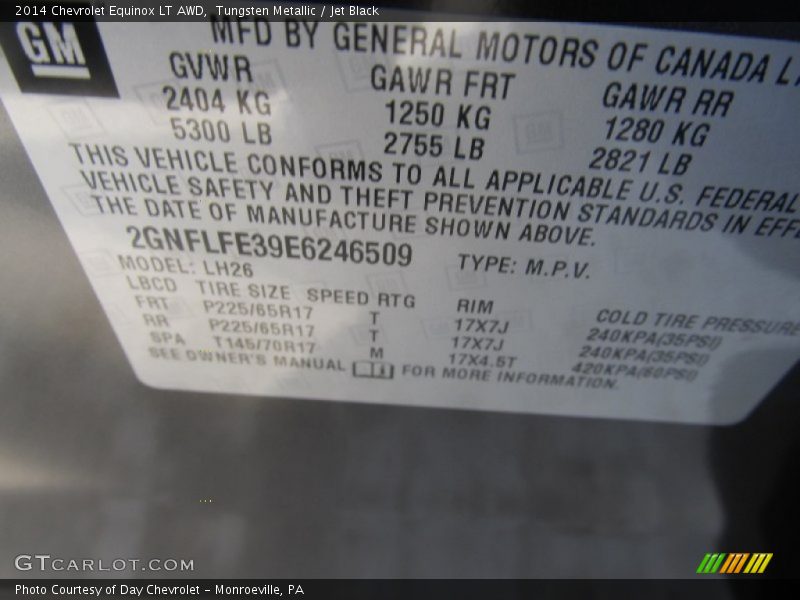 2014 Chevrolet Equinox LT AWD, Tungsten Metallic / Jet Black
GM
MFD BY GENERAL MOTORS OF CANADA L
GVWR GAWR FRT GAWR RR
2404 KG 1250 KG 1280 KG
5300 LB 2755 LB 2821 LB
THIS VEHICLE CONFORMS TO ALL APPLICABLE U.S. FEDERAL
VEHICLE SAFETY AND THEFT PREVENTION STANDARDS IN EFFE
THE DATE OF MANUFACTURE SHOWN ABOVE.
2GNFLFE39E6246509 TYPE: M.P.V.
MODEL: LH26
LBCD TIRE SIZE SPEED RTG RIM COLD TIRE PRESSURE
FRT P225/65R17 T 17X7J 240KPA(35PSI)
RR P225/65R17 T 17X7J 240KPA(35PSI)
SPA T145/70R17 M 17X4.5T 420KPA(60PSI)
SEE OWNER'S MANUAL FOR MORE INFORMATION.
GTCARLOT.COM
Photo Courtesy of Day Chevrolet - Monroeville, PA